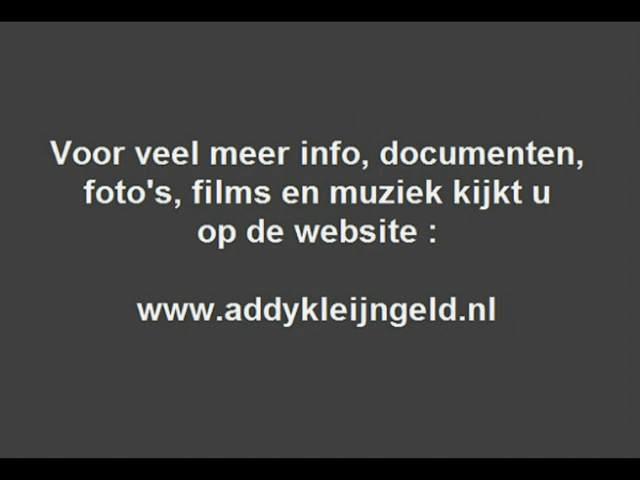 Voor veel meer info, documenten,
foto's, films en muziek kijkt u
op de website :
www.addykleijngeld.nl